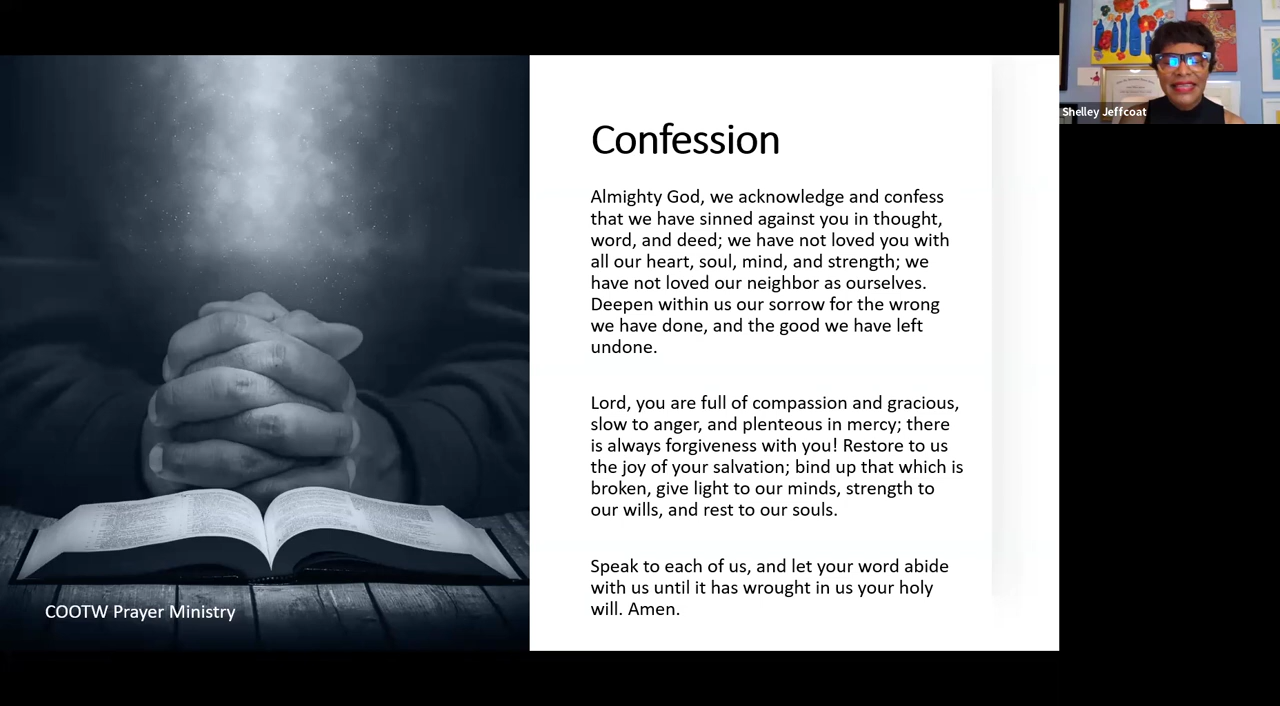 Confession
Almighty God, we acknowledge and confess
that we have sinned against you in thought,
word, and deed; we have not loved you with
all our heart, soul, mind, and strength; we
have not loved our neighbor as ourselves.
Deepen within us our sorrow for the wrong
we have done, and the good we have left
undone.
Lord, you are full of compassion and gracious,
slow to anger, and plenteous in mercy; there
is always forgiveness with you! Restore to us
the joy of your salvation; bind up that which is
broken, give light to our minds, strength to
our wills, and rest to our souls.
Speak to each of us, and let your word abide
with us until it has wrought in us your holy
will. Amen.
COOTW Prayer Ministry
Shelley Jeffcoat